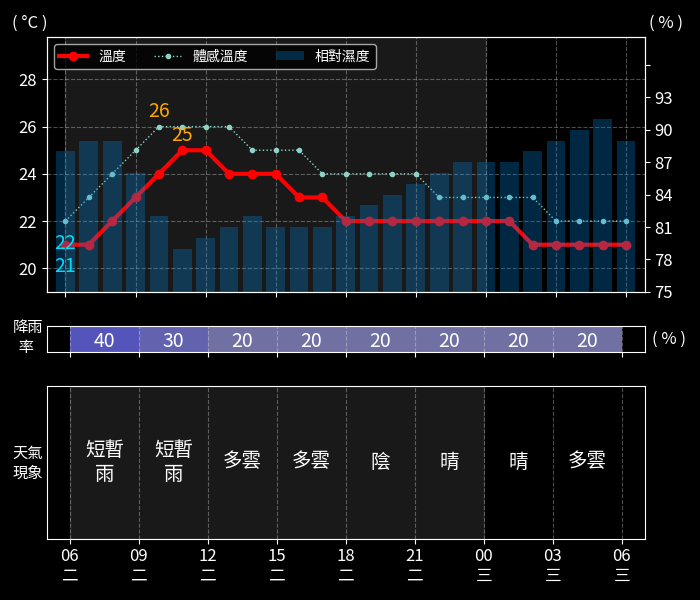 ( °C )
( % )
溫度
體感溫度
相對濕度
28
26
24
22
20
93
90
87
84
81
78
75
26
25
22
21
降雨
率
40 30 20 20 20 20 20 20
( % )
天氣
現象
短暫
雨
短暫
雨
多雲
多雲
陰
晴
晴
多雲
06 09 12 15 18 21 00 03 06
二 二 二 二 二 二 三 三 三